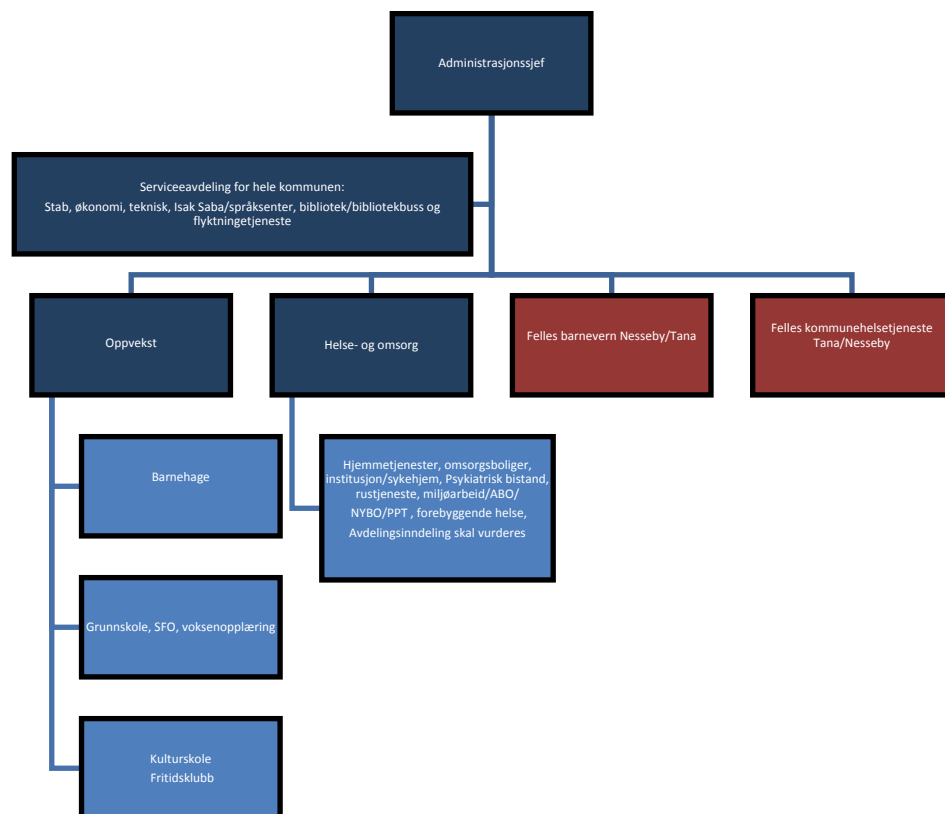 Administrasjonssjef
Serviceeavdeling for hele kommunen:
Stab, økonomi, teknisk, Isak Saba/språksenter, bibliotek/bibliotekbuss og
flyktningetjeneste
Oppvekst
Helse- og omsorg
Felles barnevern Nesseby/Tana
Felles kommunehelsetjeneste
Tana/Nesseby
Barnehage
Hjemmetjenester, omsorgsboliger,
institusjon/sykehjem, Psykiatrisk bistand,
rustjeneste, miljøarbeid/ABO/
NYBO/PPT , forebyggende helse,
Avdelingsinndeling skal vurderes
Grunnskole, SFO, voksenopplæring
Kulturskole
Fritidsklubb